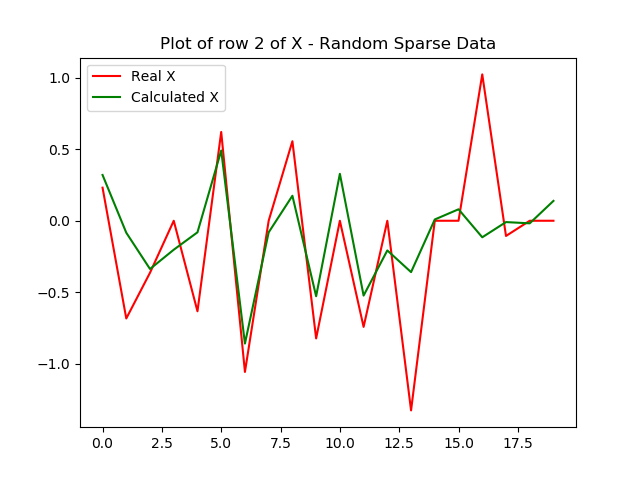 Plot of row 2 of X - Random Sparse Data
Real X
Calculated X
1.0
0.5
0.0
−0.5
−1.0
0.0 2.5 5.0 7.5 10.0 12.5 15.0 17.5